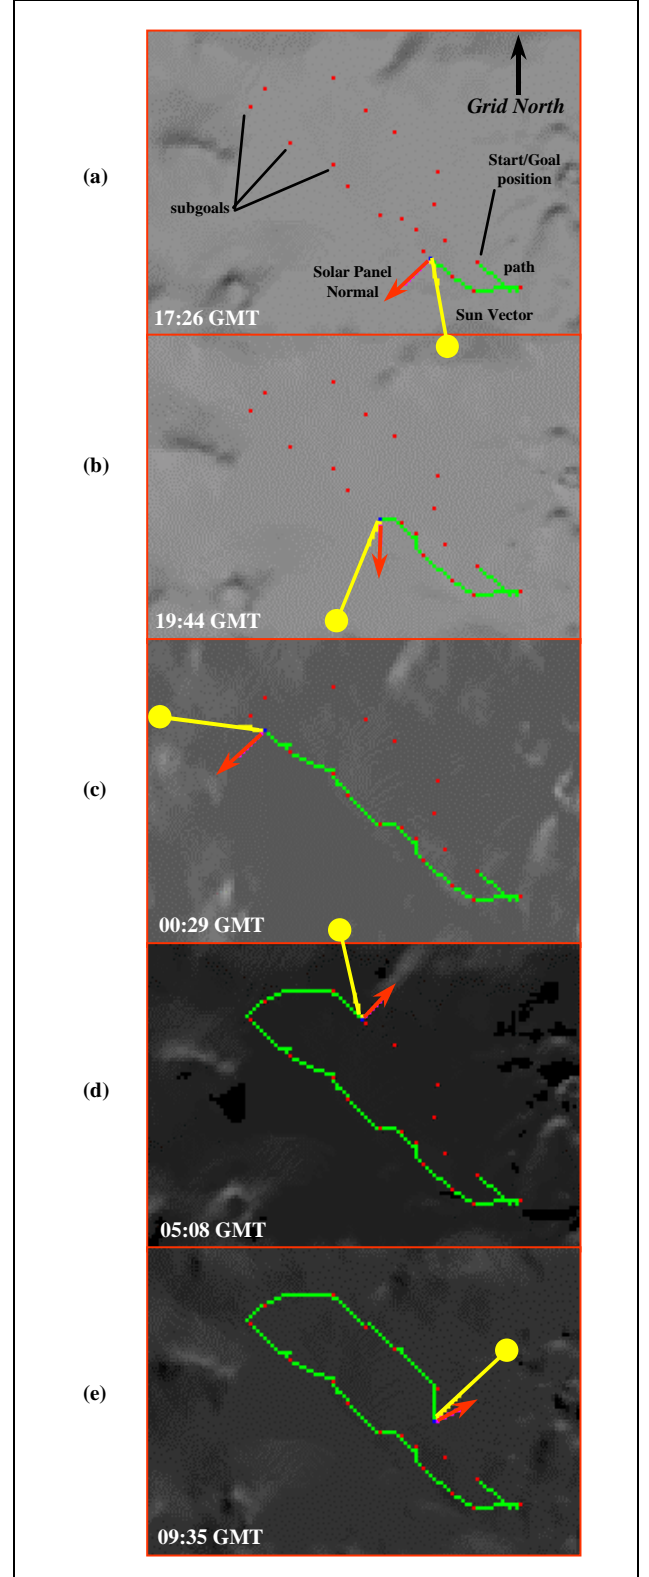 Grid North
(a)
Start/Goal
position
subgoals
Solar Panel
Normal
path
Sun Vector
17:26 GMT
(b)
19:44 GMT
(c)
00:29 GMT
(d)
05:08 GMT
(e)
09:35 GMT